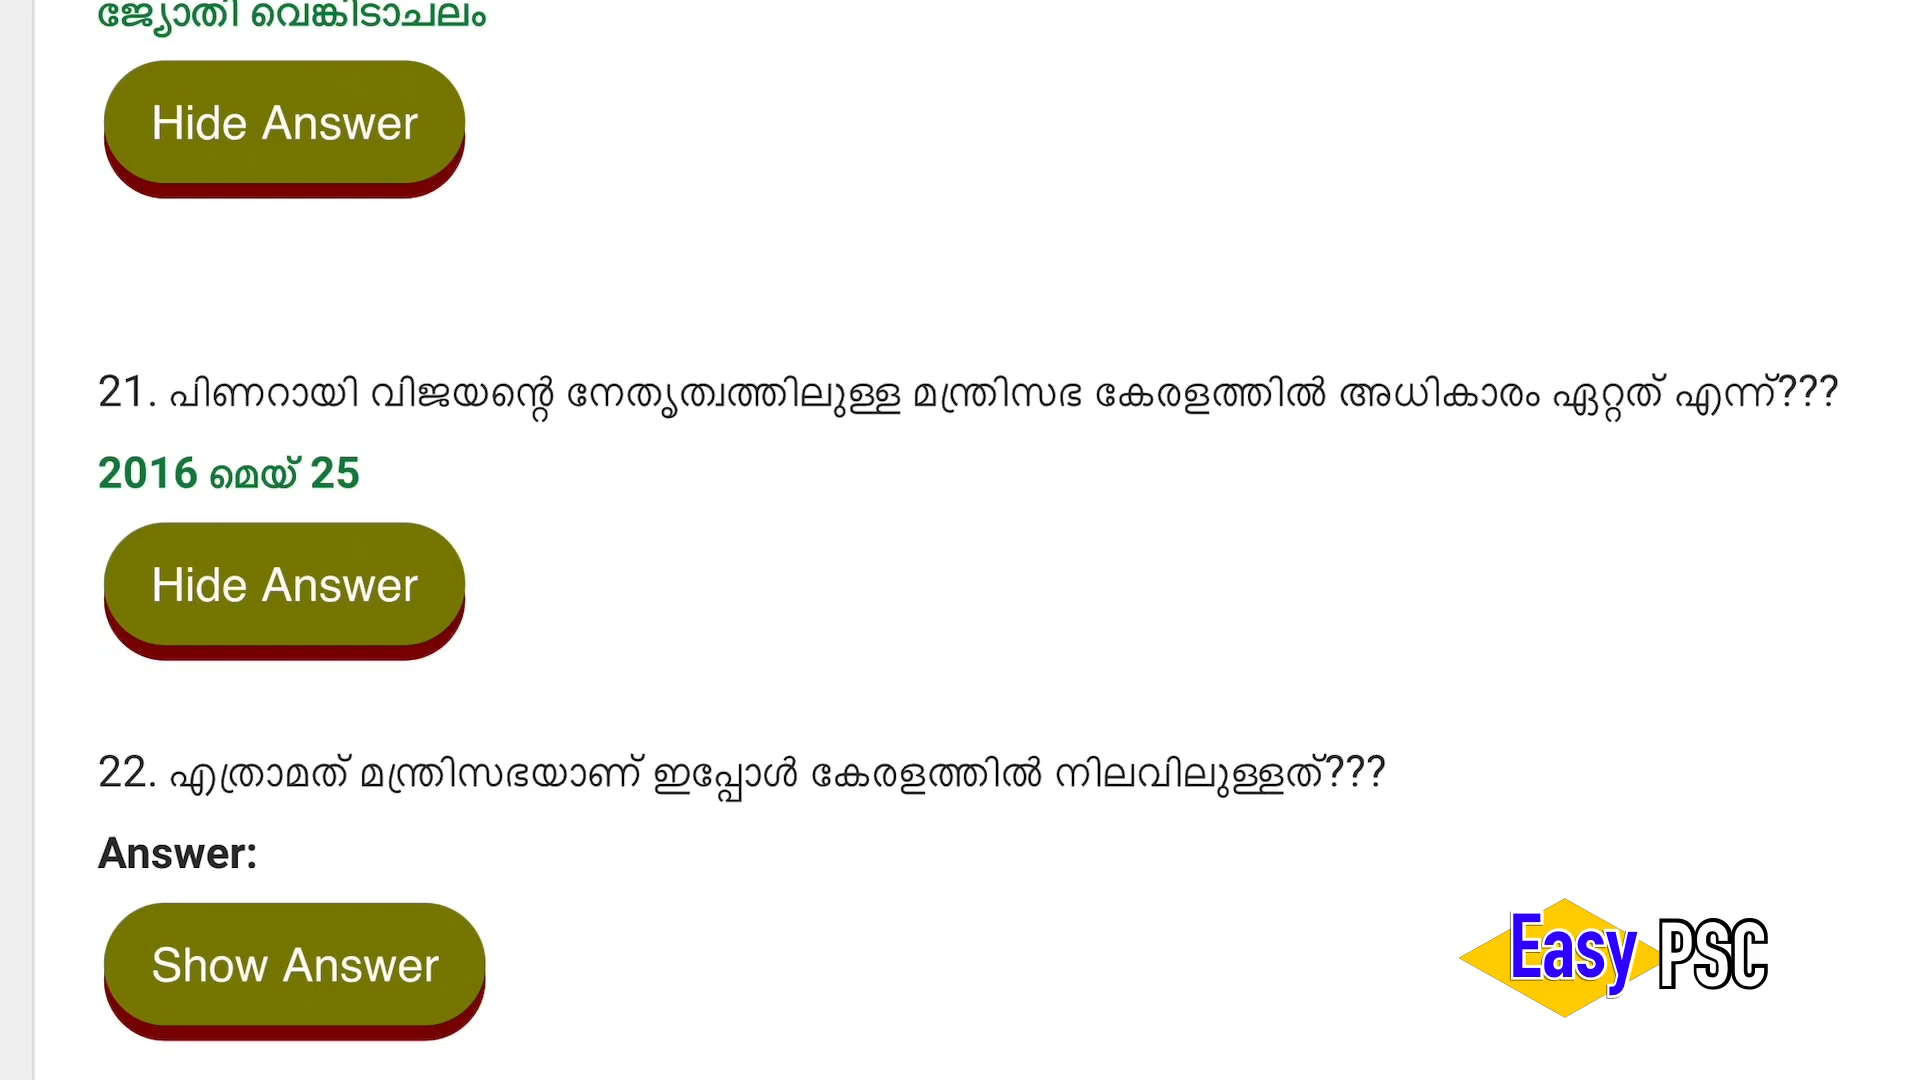 ജ്യോതി വെങ്കിടാചലം
Hide Answer
21. പിണറായി വിജയന്റെ നേതൃത്വത്തിലുള്ള മന്ത്രിസഭ കേരളത്തിൽ അധികാരം ഏറ്റത് എന്ന്???
2016 മെയ് 25
Hide Answer
22. എത്രാമത് മന്ത്രിസഭയാണ് ഇപ്പോൾ കേരളത്തിൽ നിലവിലുള്ളത്???
Answer:
Show Answer
Easy PSC